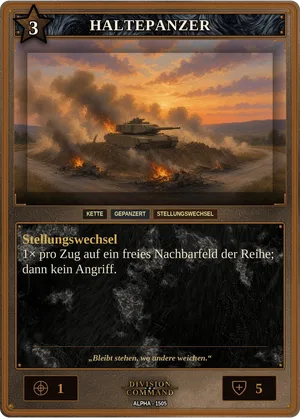 3
HALTEPANZER
KETTE GEPANZERT STELLUNGSWECHSEL
Stellungswechsel
1× pro Zug auf ein freies Nachbarfeld der Reihe;
dann kein Angriff.
„Bleibt stehen, wo andere weichen.“
1
DIVISION
COMMAND
ALPHA - 1505
5